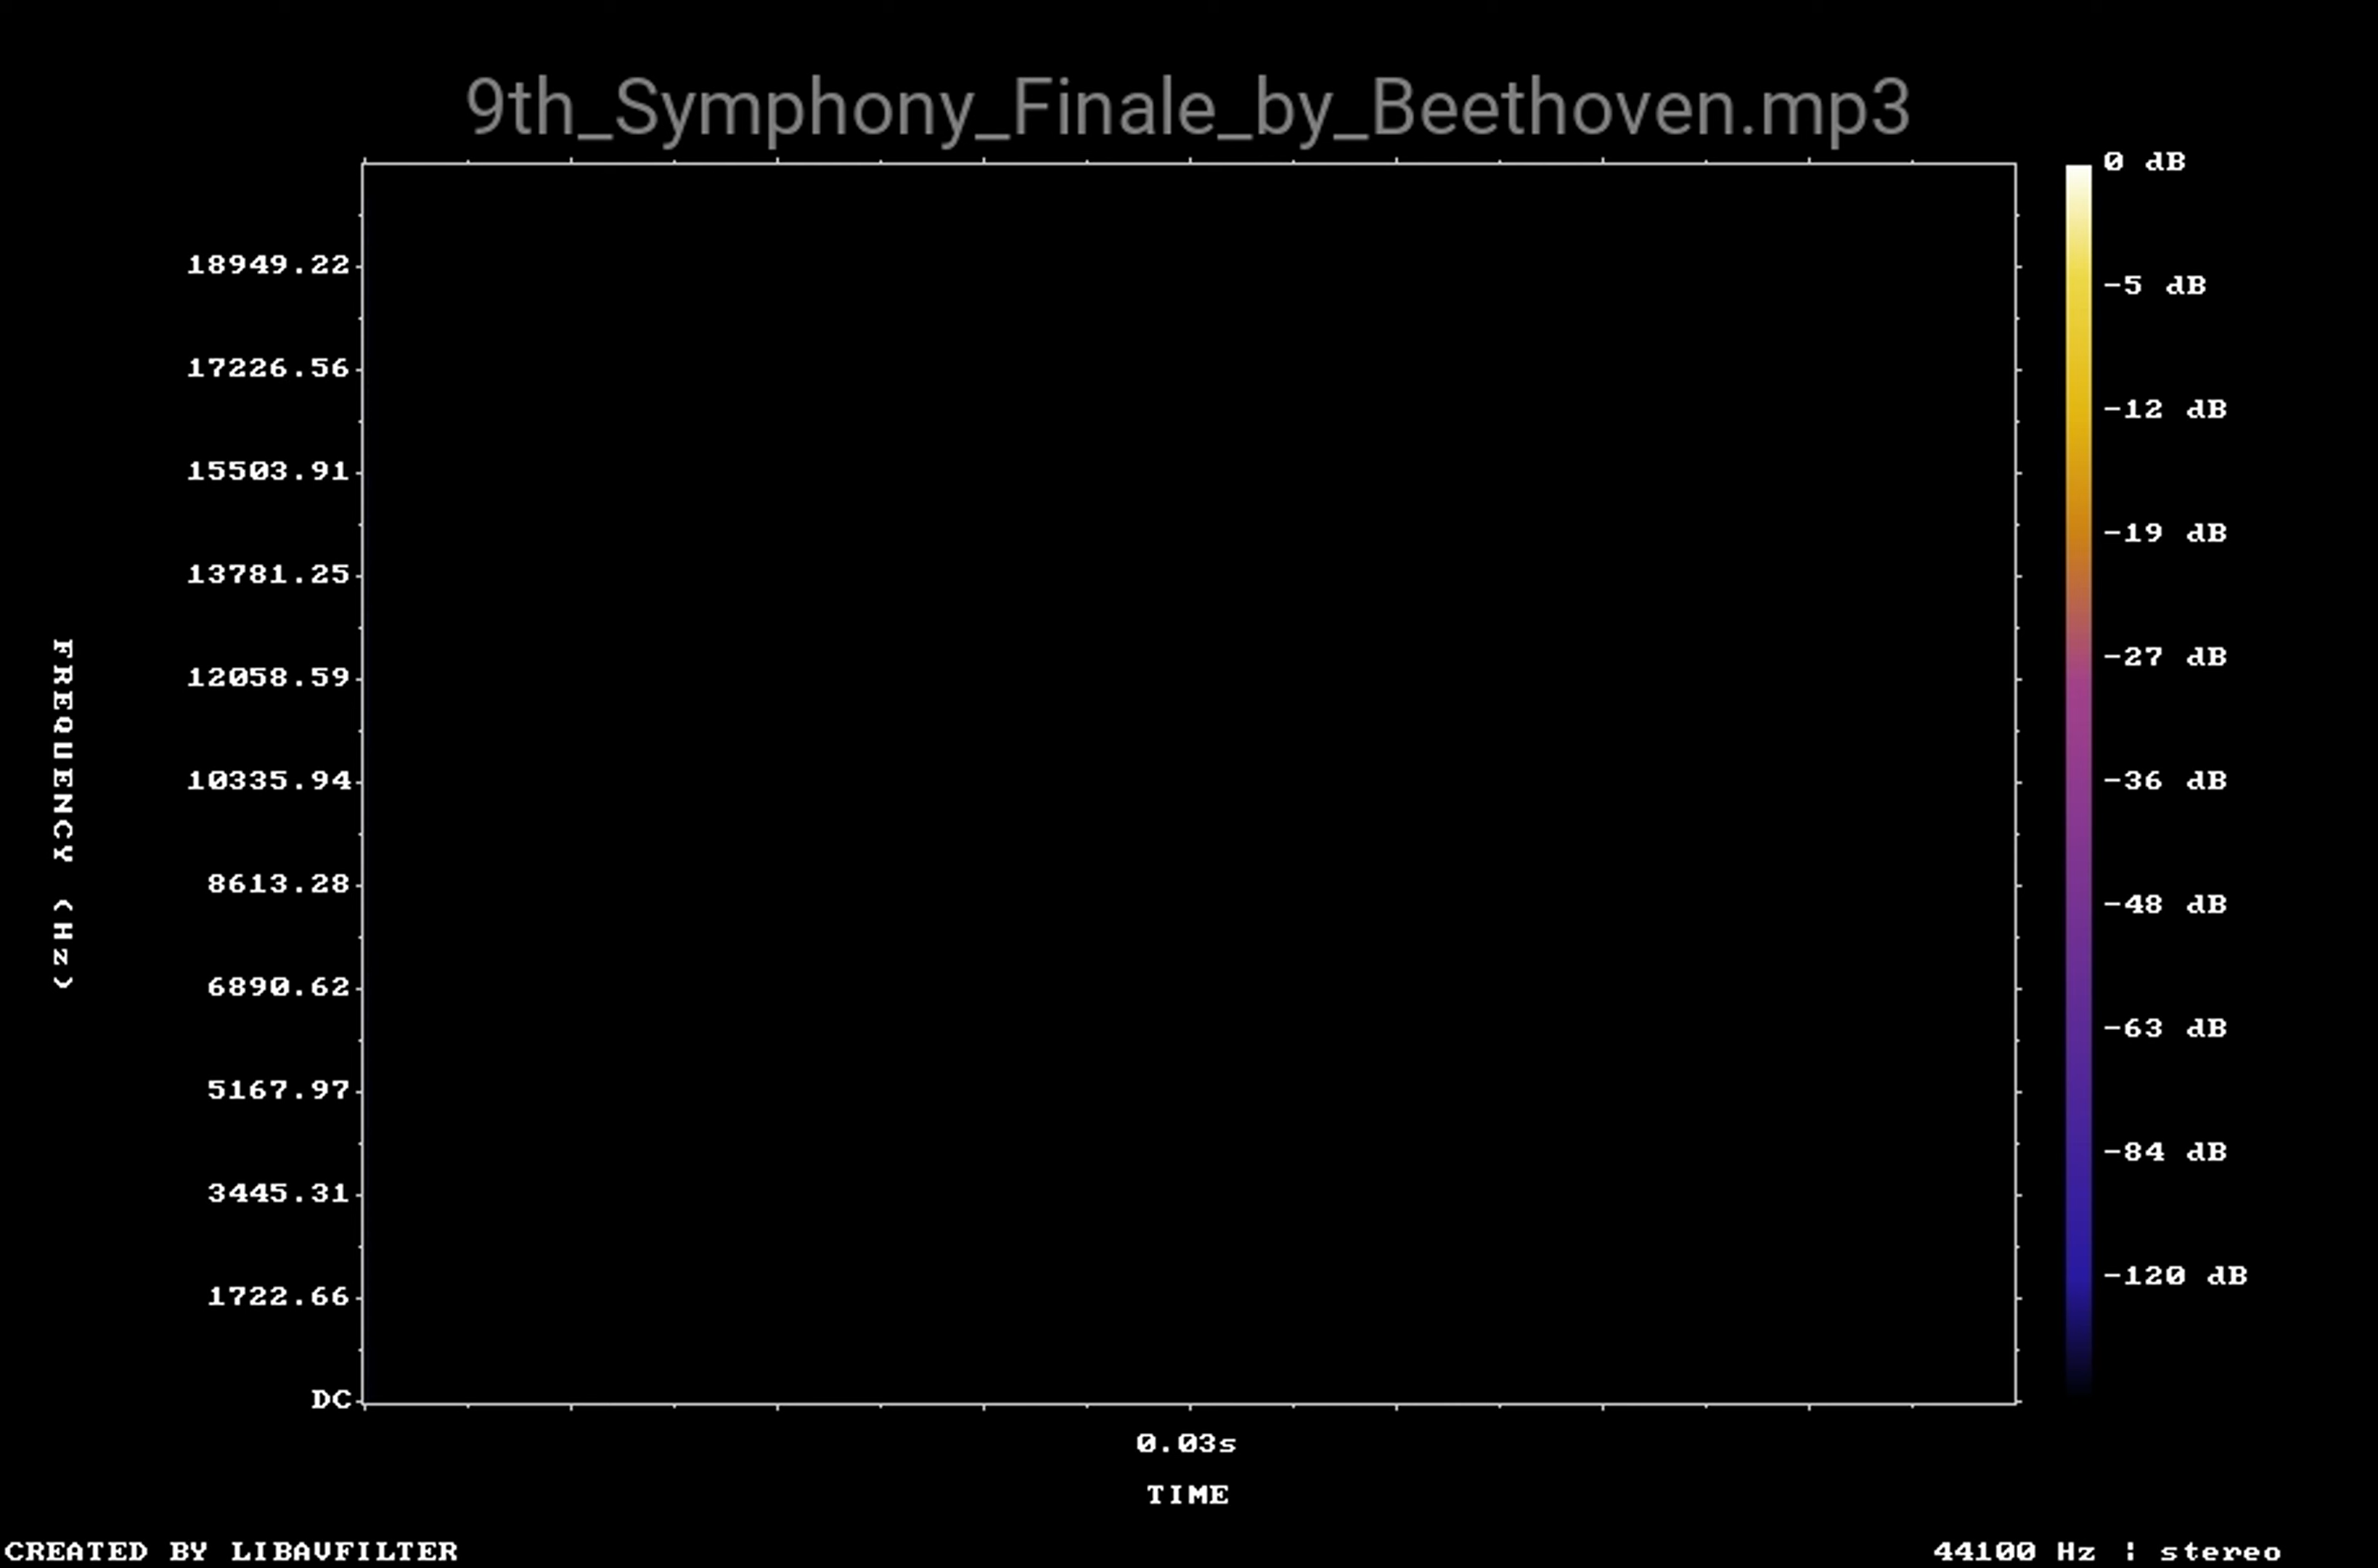 9th_Symphony_Finale_by_Beethoven.mp3
0 dB
18949.22
-5 dB
17226.56
-12 dB
15503.91
-19 dB
13781.25
-27 dB
12058.59
10335.94
-36 dB
8613.28
-48 dB
6890.62
-63 dB
5167.97
-84 dB
3445.31
-120 dB
1722.66
DC
FREQUENCY (Hz)
0.03s
TIME
CREATED BY LIBAVFILTER
44100 Hz | stereo